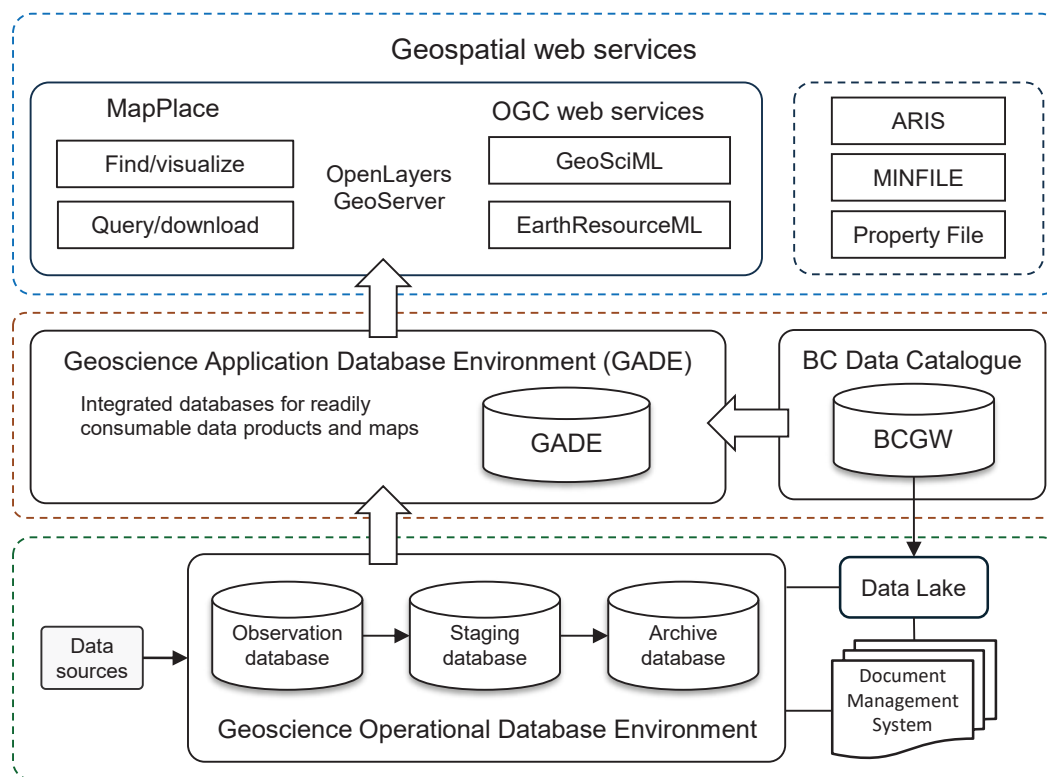 Geospatial web services
MapPlace
Find/visualize
Query/download
OpenLayers
GeoServer
OGC web services
GeoSciML
EarthResourceML
ARIS
MINFILE
Property File
Geoscience Application Database Environment (GADE)
Integrated databases for readily
consumable data products and maps
GADE
BC Data Catalogue
BCGW
Data
sources
Observation
database
Staging
database
Archive
database
Geoscience Operational Database Environment
Data Lake
Document
Management
System